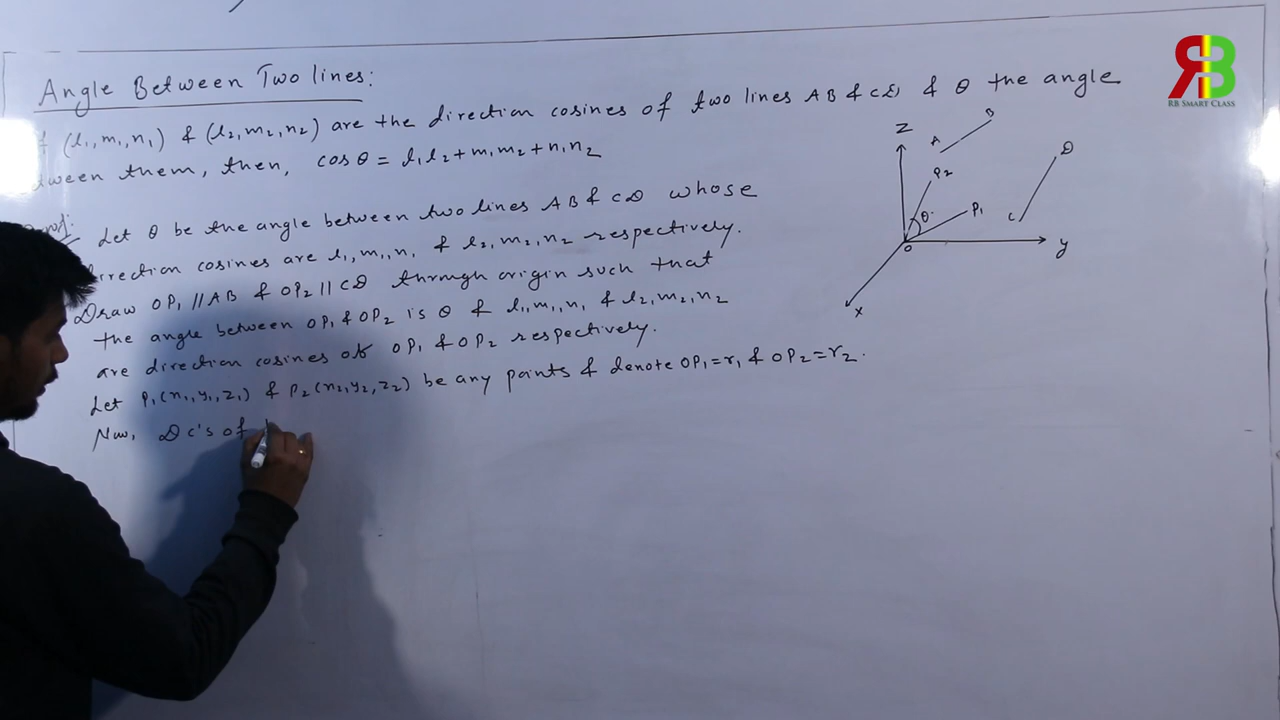 Angle Between Two lines:
(l₁, m₁, n₁) & (l₂, m₂, n₂) are the direction cosines of two lines AB & CD & θ the angle
tween them, then, cos θ = l₁l₂ + m₁m₂ + n₁n₂
Let θ be the angle between two lines AB & CD whose
direction cosines are l₁, m₁, n₁ & l₂, m₂, n₂ respectively.
Draw OP₁ // AB & OP₂ // CD through origin such that
the angle between OP₁ & OP₂ is θ & l₁, m₁, n₁ & l₂, m₂, n₂
are direction cosines of OP₁ & OP₂ respectively.
Let P₁(x₁, y₁, z₁) & P₂(x₂, y₂, z₂) be any points & denote OP₁ = r₁ & OP₂ = r₂.
Now, DC's of
Z
A
B
P₂
D
θ
P₁
C
O
y
x
RB
RB SMART CLASS